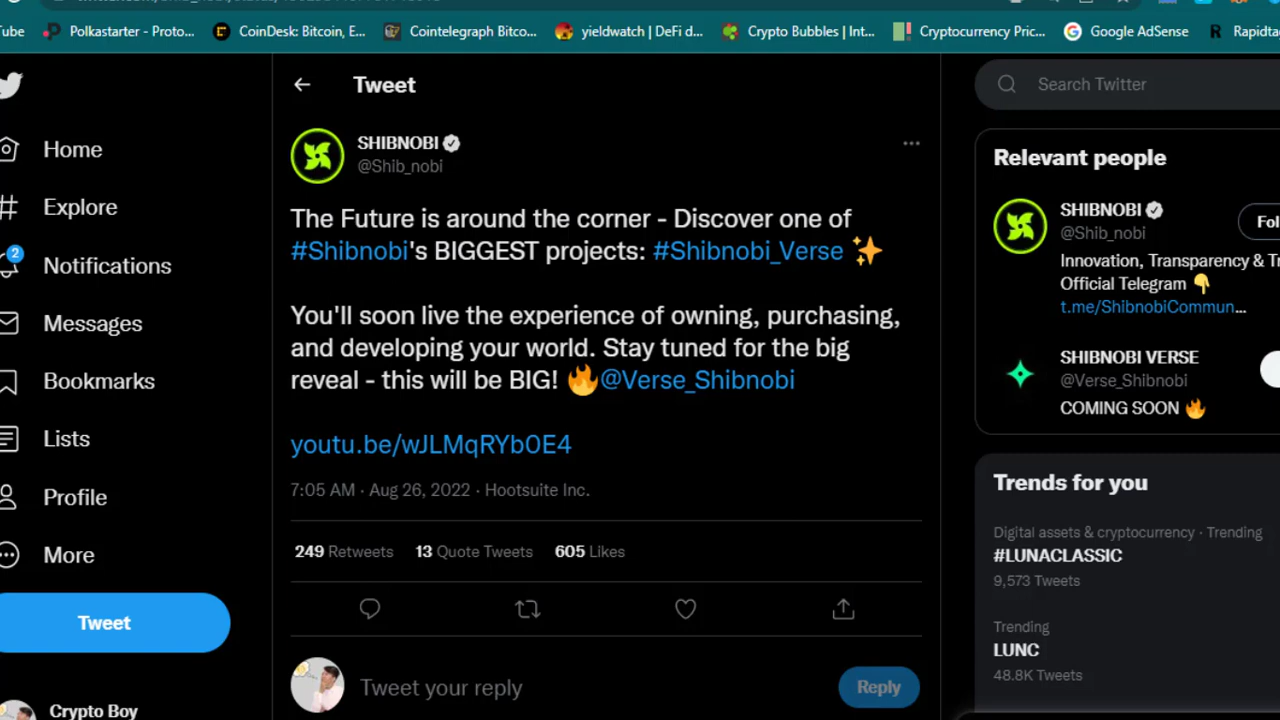 Tube
Polkastarter - Proto...
CoinDesk: Bitcoin, E...
Cointelegraph Bitco...
yieldwatch | DeFi d...
Crypto Bubbles | Int...
Cryptocurrency Pric...
Google AdSense
Rapidta
Home
Explore
2
Notifications
Messages
Bookmarks
Lists
Profile
More
Tweet
Crypto Boy
Tweet
SHIBNOBI
@Shib_nobi
The Future is around the corner - Discover one of
#Shibnobi's BIGGEST projects: #Shibnobi_Verse ✨
You'll soon live the experience of owning, purchasing,
and developing your world. Stay tuned for the big
reveal - this will be BIG! 🔥@Verse_Shibnobi
youtu.be/wJLMqRYbOE4
7:05 AM · Aug 26, 2022 · Hootsuite Inc.
249 Retweets 13 Quote Tweets 605 Likes
Tweet your reply
Reply
Search Twitter
Relevant people
SHIBNOBI
Fol
@Shib_nobi
Innovation, Transparency & Tr
Official Telegram 👇
t.me/ShibnobiCommun...
SHIBNOBI VERSE
@Verse_Shibnobi
COMING SOON 🔥
Trends for you
Digital assets & cryptocurrency · Trending
#LUNACLASSIC
9,573 Tweets
Trending
LUNC
48.8K Tweets